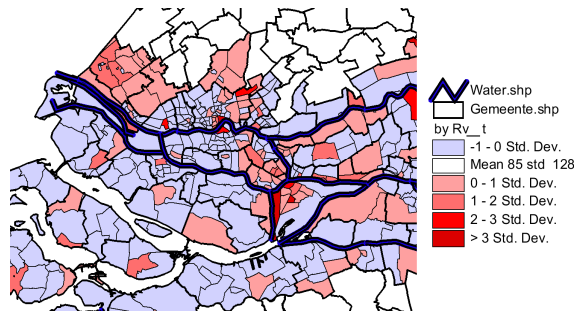 Water.shp
Gemeente.shp
by Rv__t
-1 - 0 Std. Dev.
Mean 85 std 128
0 - 1 Std. Dev.
1 - 2 Std. Dev.
2 - 3 Std. Dev.
> 3 Std. Dev.